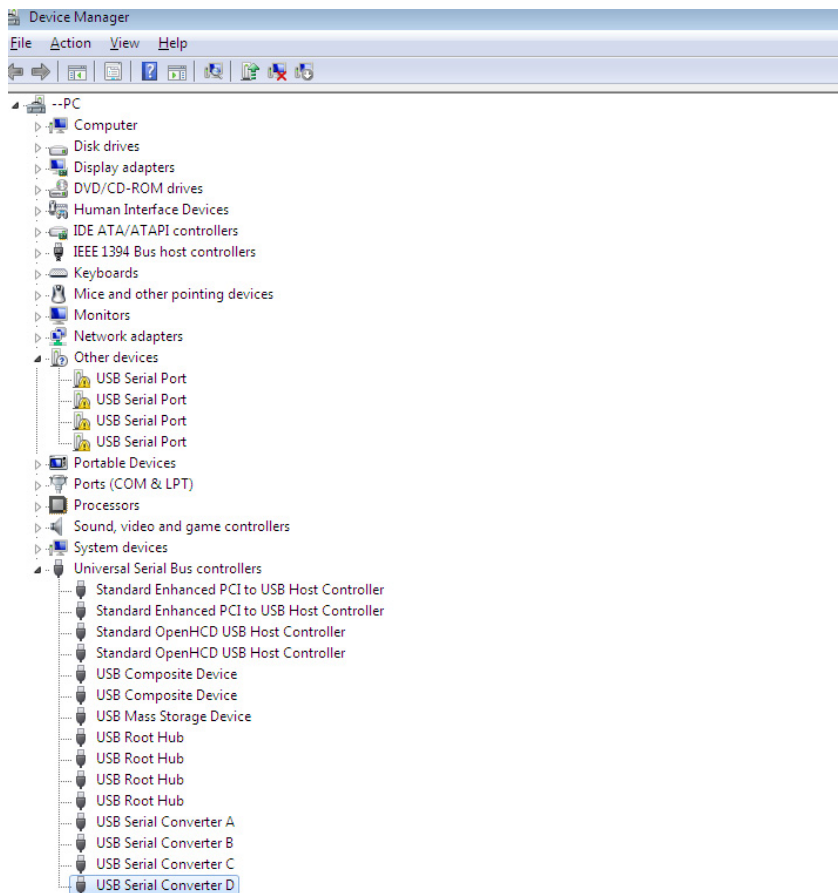 Device Manager
File Action View Help
--PC
Computer
Disk drives
Display adapters
DVD/CD-ROM drives
Human Interface Devices
IDE ATA/ATAPI controllers
IEEE 1394 Bus host controllers
Keyboards
Mice and other pointing devices
Monitors
Network adapters
Other devices
USB Serial Port
USB Serial Port
USB Serial Port
USB Serial Port
Portable Devices
Ports (COM & LPT)
Processors
Sound, video and game controllers
System devices
Universal Serial Bus controllers
Standard Enhanced PCI to USB Host Controller
Standard Enhanced PCI to USB Host Controller
Standard OpenHCD USB Host Controller
Standard OpenHCD USB Host Controller
USB Composite Device
USB Composite Device
USB Mass Storage Device
USB Root Hub
USB Root Hub
USB Root Hub
USB Root Hub
USB Serial Converter A
USB Serial Converter B
USB Serial Converter C
USB Serial Converter D